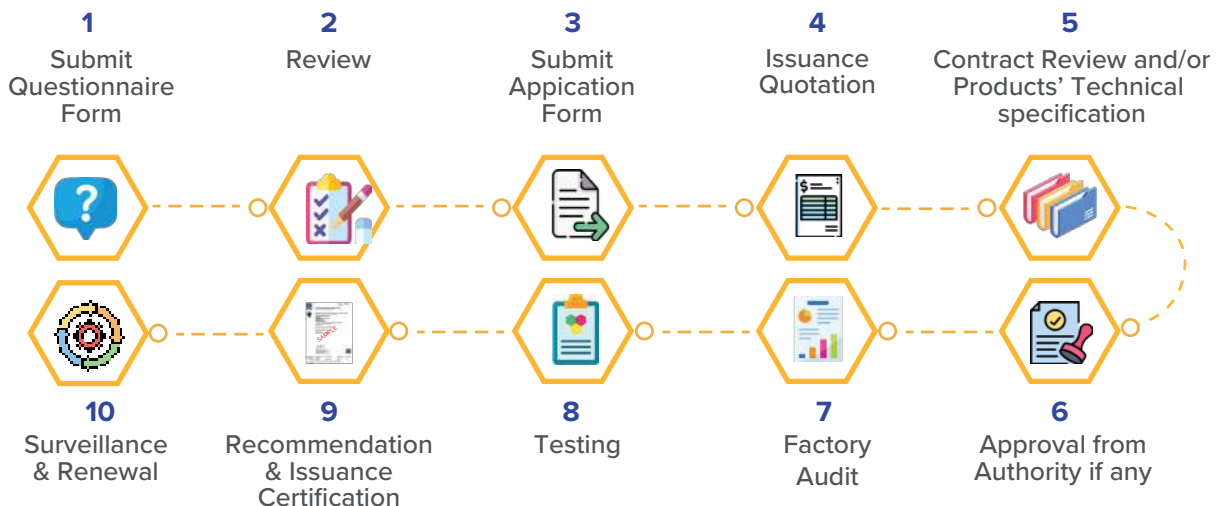 1
Submit
Questionnaire
Form
2
Review
3
Submit
Appication
Form
4
Issuance
Quotation
5
Contract Review and/or
Products’ Technical
specification
?
$
SAMPLE
10
Surveillance
& Renewal
9
Recommendation
& Issuance
Certification
8
Testing
7
Factory
Audit
6
Approval from
Authority if any